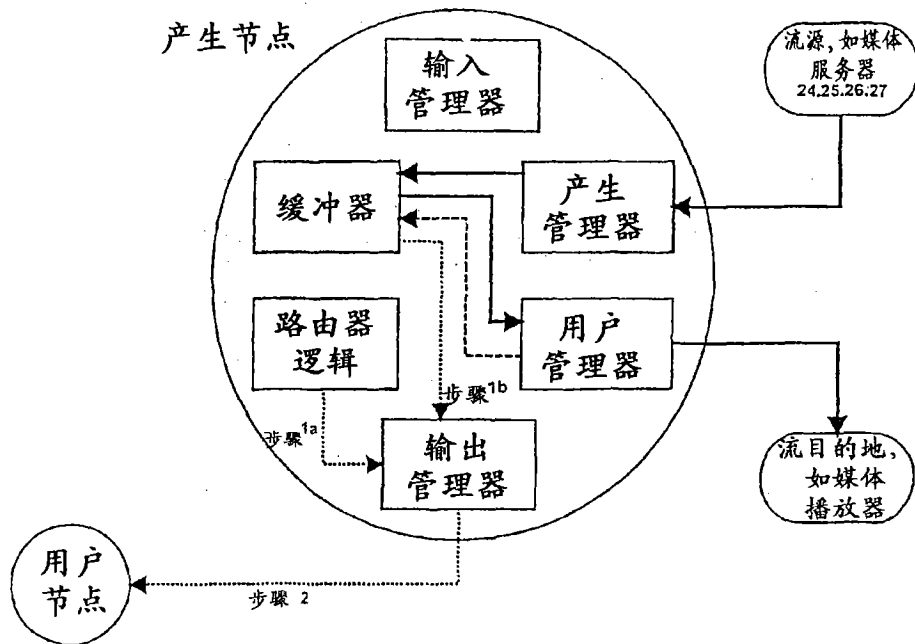 产生节点
输入
管理器
流源,如媒体
服务器
24.25.26.27
缓冲器
产生
管理器
路由器
逻辑
用户
管理器
步骤1b
步骤1a
输出
管理器
流目的地,
如媒体
播放器
用户
节点
步骤 2